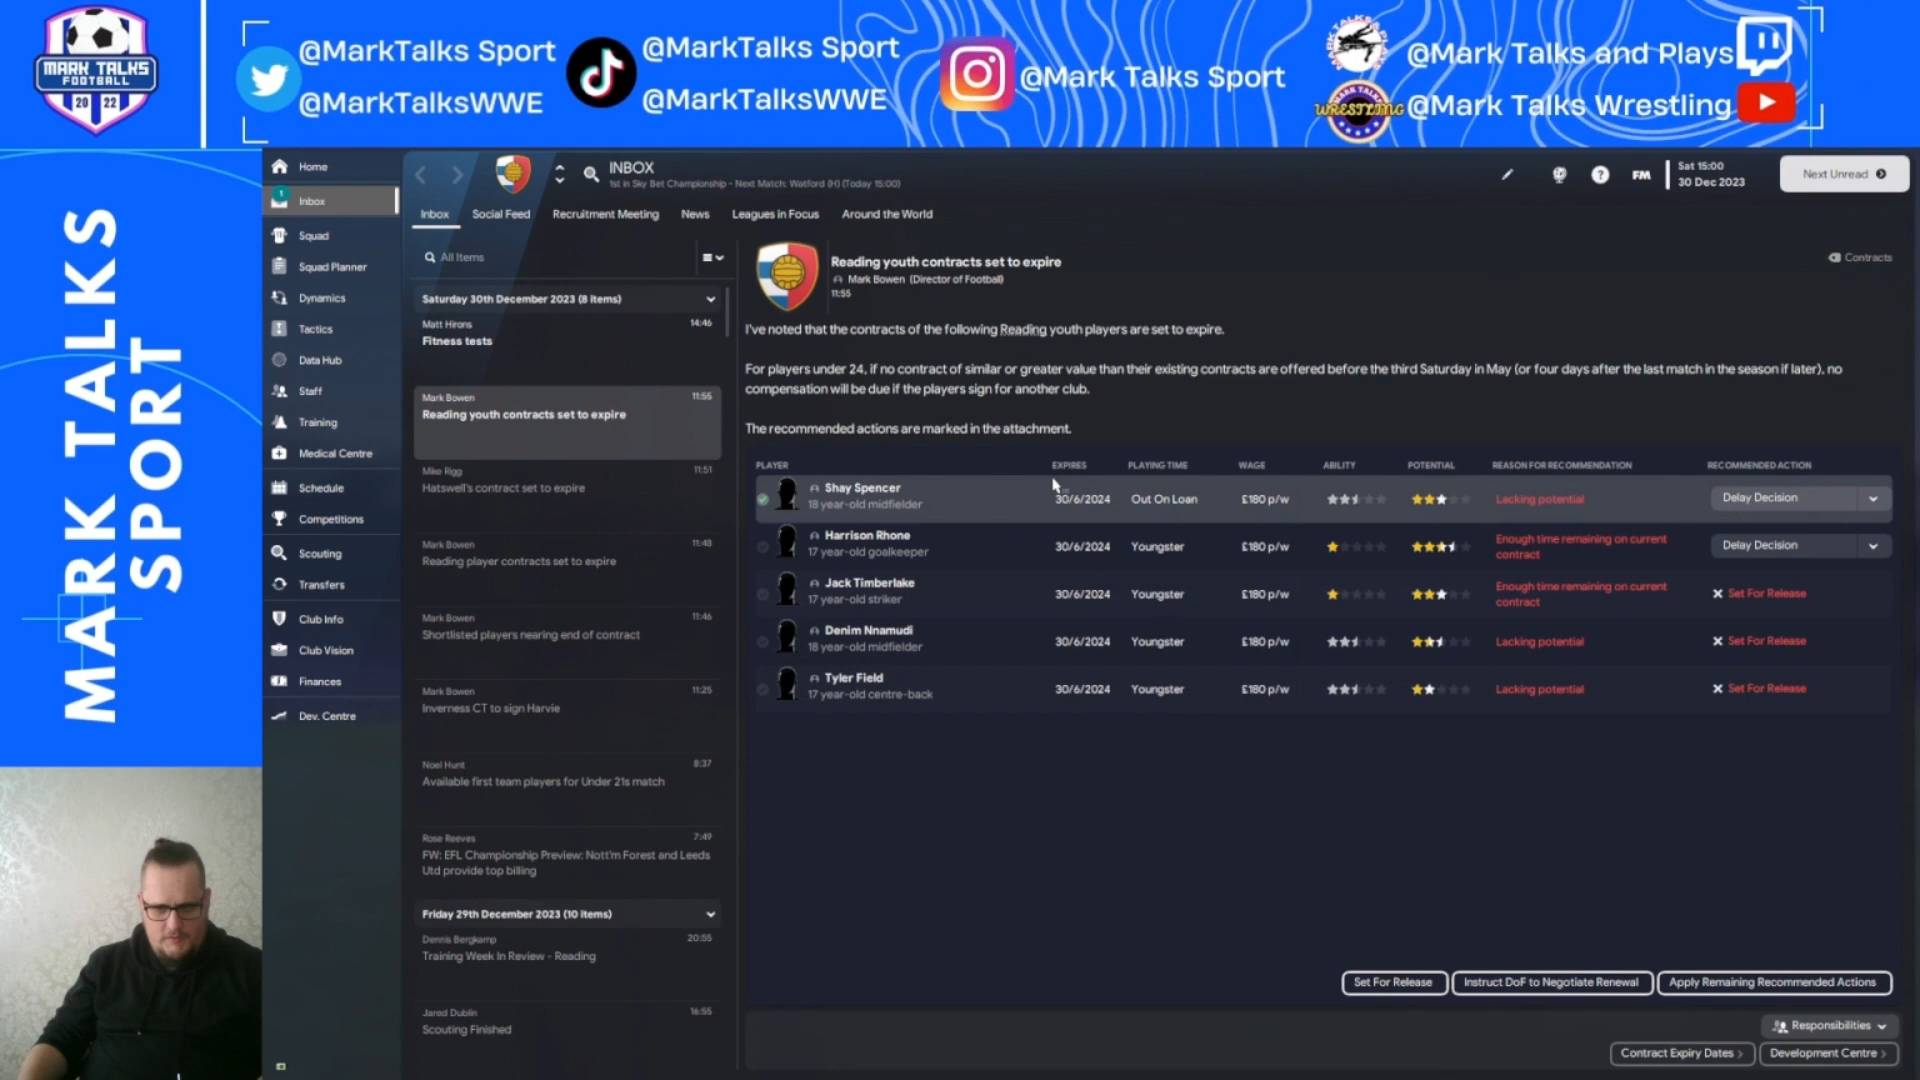 MARK TALKS
FOOTBALL
20 22
@MarkTalks Sport
@MarkTalksWWE
@MarkTalks Sport
@MarkTalksWWE
@Mark Talks Sport
@Mark Talks and Plays
WRESTLING
@Mark Talks Wrestling
MARK TALKS
SPORT
Home
1
Inbox
Squad
Squad Planner
Dynamics
Tactics
Data Hub
Staff
Training
Medical Centre
Schedule
Competitions
Scouting
Transfers
Club Info
Club Vision
Finances
Dev. Centre
INBOX
1st in Sky Bet Championship - Next Match: Watford (H) (Today 15:00)
FM
Sat 15:00
30 Dec 2023
Next Unread
Inbox
Social Feed
Recruitment Meeting
News
Leagues in Focus
Around the World
All Items
Saturday 30th December 2023 (8 items)
Matt Hirons 14:46
Fitness tests
Mark Bowen 11:55
Reading youth contracts set to expire
Mike Rigg 11:51
Hatswell's contract set to expire
Mark Bowen 11:48
Reading player contracts set to expire
Mark Bowen 11:46
Shortlisted players nearing end of contract
Mark Bowen 11:25
Inverness CT to sign Harvie
Noel Hunt 8:37
Available first team players for Under 21s match
Rose Reeves 7:49
FW: EFL Championship Preview: Nott'm Forest and Leeds
Utd provide top billing
Friday 29th December 2023 (10 items)
Dennis Bergkamp 20:55
Training Week In Review - Reading
Jared Dublin 16:55
Scouting Finished
Reading youth contracts set to expire
Mark Bowen (Director of Football)
11:55
Contracts
I've noted that the contracts of the following Reading youth players are set to expire.
For players under 24, if no contract of similar or greater value than their existing contracts are offered before the third Saturday in May (or four days after the last match in the season if later), no
compensation will be due if the players sign for another club.
The recommended actions are marked in the attachment.
PLAYER EXPIRES PLAYING TIME WAGE ABILITY POTENTIAL REASON FOR RECOMMENDATION RECOMMENDED ACTION
Shay Spencer
18 year-old midfielder
30/6/2024 Out On Loan £180 p/w Lacking potential Delay Decision
Harrison Rhone
17 year-old goalkeeper
30/6/2024 Youngster £180 p/w Enough time remaining on current
contract
Delay Decision
Jack Timberlake
17 year-old striker
30/6/2024 Youngster £180 p/w Enough time remaining on current
contract
Set For Release
Denim Nnamudi
18 year-old midfielder
30/6/2024 Youngster £180 p/w Lacking potential Set For Release
Tyler Field
17 year-old centre-back
30/6/2024 Youngster £180 p/w Lacking potential Set For Release
Set For Release
Instruct DoF to Negotiate Renewal
Apply Remaining Recommended Actions
Responsibilities
Contract Expiry Dates
Development Centre